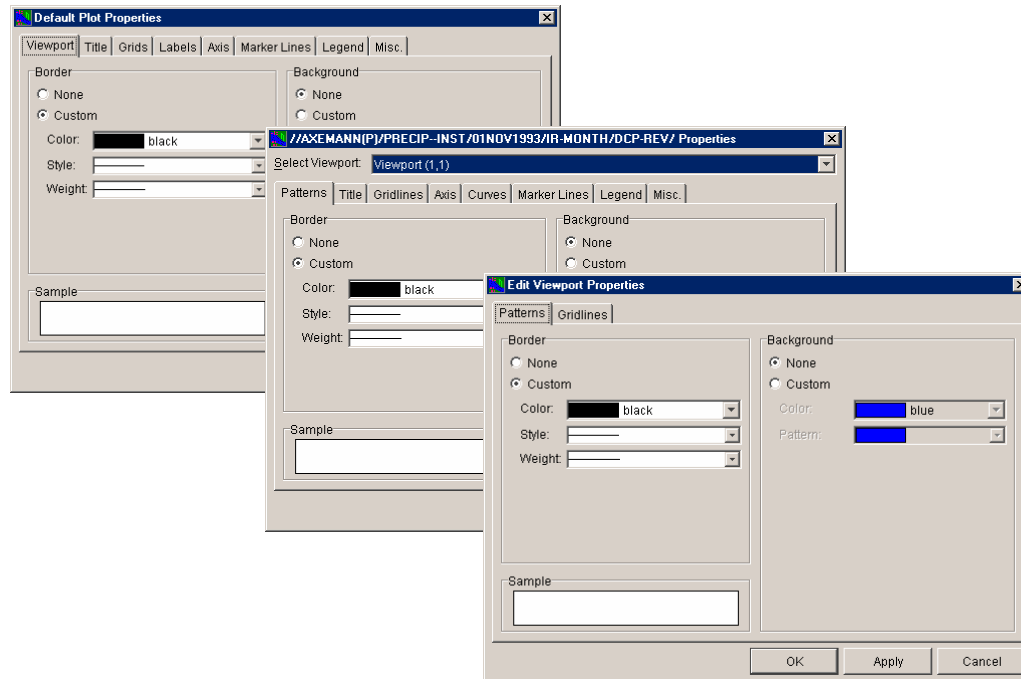 Default Plot Properties
Viewport Title Grids Labels Axis Marker Lines Legend Misc.
Border
None
Custom
Color: black
Style:
Weight:
Sample
Background
None
Custom
//AXEMANN(P)/PRECIP--INST/01NOV1993/IR-MONTH/DCP-REV/ Properties
Select Viewport: Viewport (1,1)
Patterns Title Gridlines Axis Curves Marker Lines Legend Misc.
Border
None
Custom
Color: black
Style:
Weight:
Sample
Background
None
Custom
Edit Viewport Properties
Patterns Gridlines
Border
None
Custom
Color: black
Style:
Weight:
Sample
Background
None
Custom
Color: blue
Pattern:
OK Apply Cancel